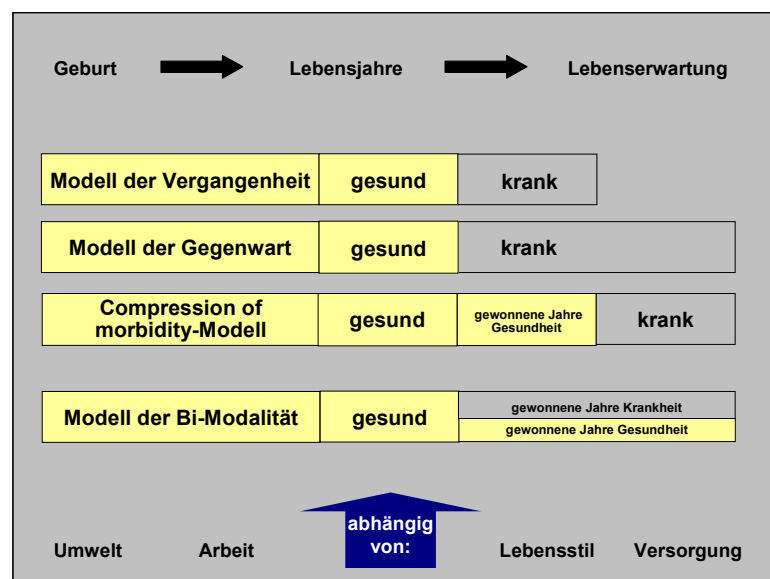 Geburt Lebensjahre Lebenserwartung
Modell der Vergangenheit gesund krank
Modell der Gegenwart gesund krank
Compression of
morbidity-Modell
gesund
gewonnene Jahre
Gesundheit
krank
Modell der Bi-Modalität gesund
gewonnene Jahre Krankheit
gewonnene Jahre Gesundheit
abhängig
von:
Umwelt Arbeit Lebensstil Versorgung